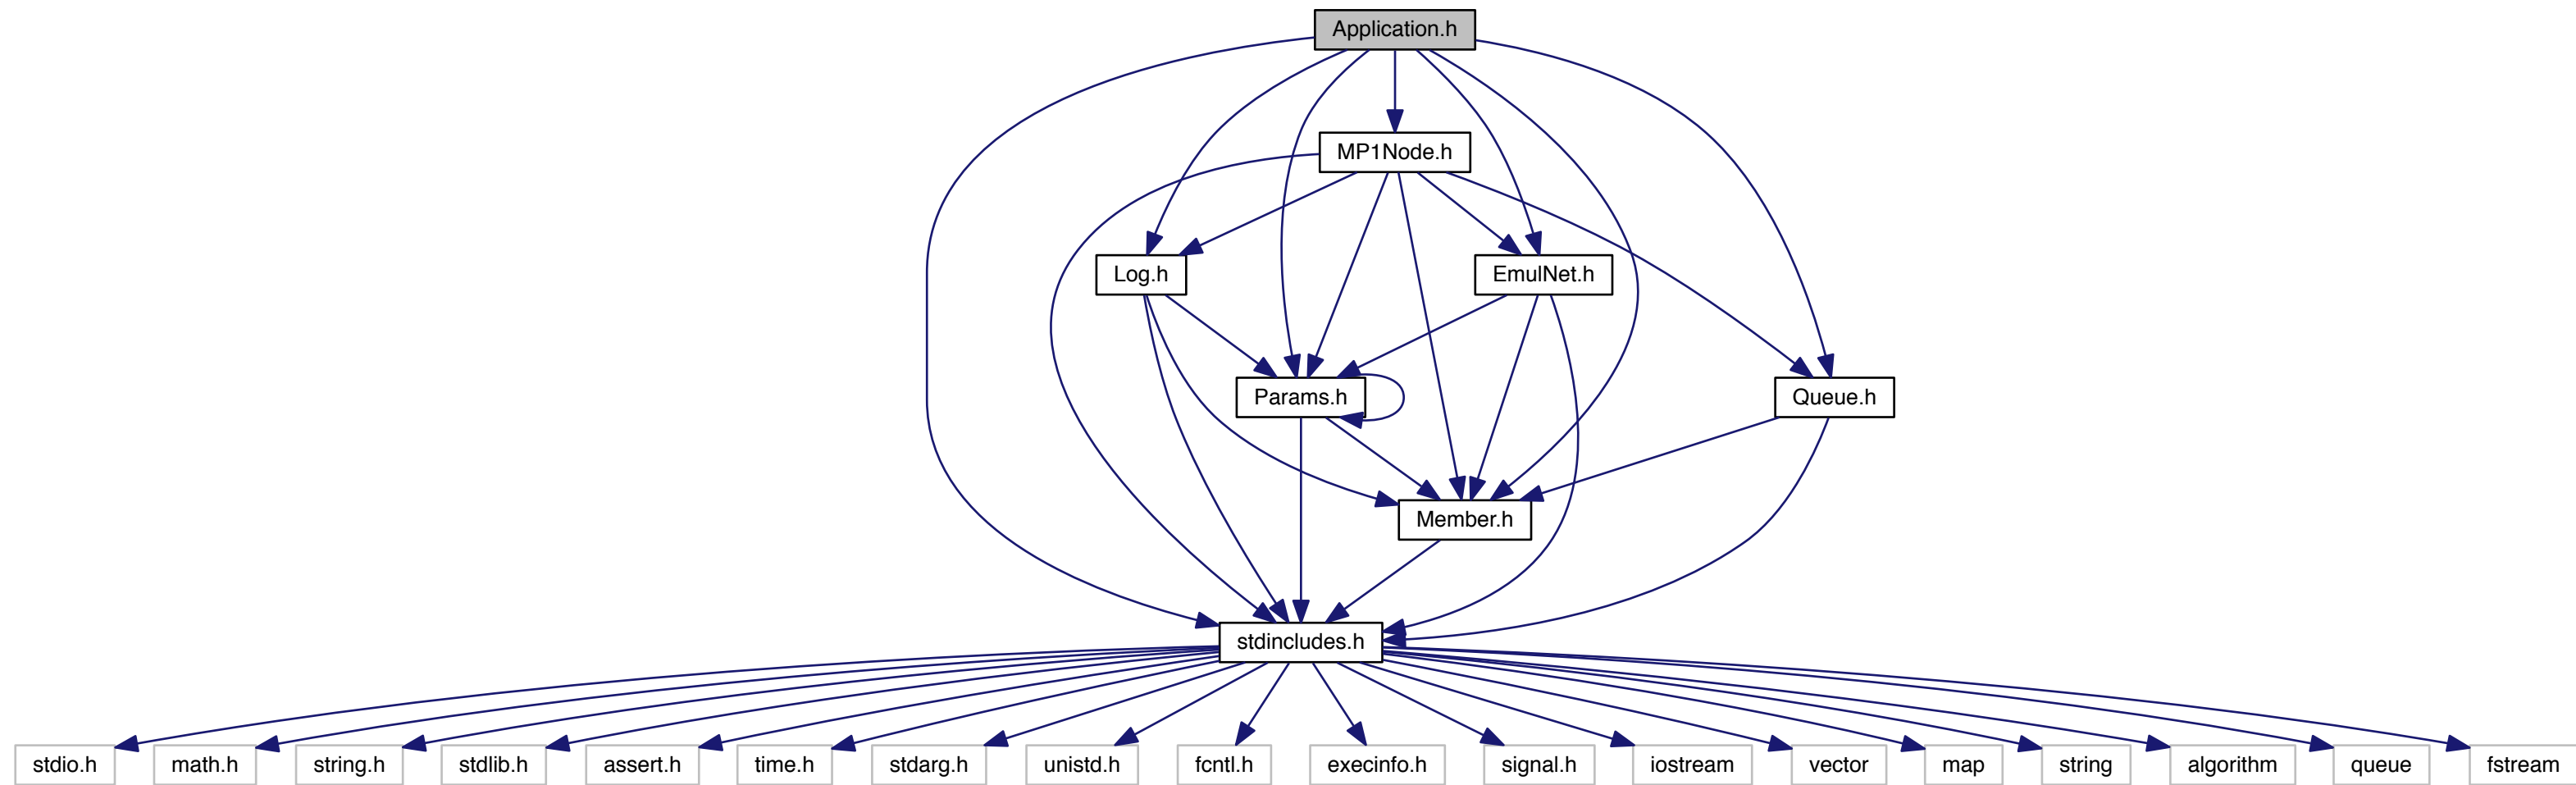 Application.h
MP1Node.h
Log.h
EmulNet.h
Params.h
Queue.h
Member.h
stdincludes.h
stdio.h
math.h
string.h
stdlib.h
assert.h
time.h
stdarg.h
unistd.h
fcntl.h
execinfo.h
signal.h
iostream
vector
map
string
algorithm
queue
fstream